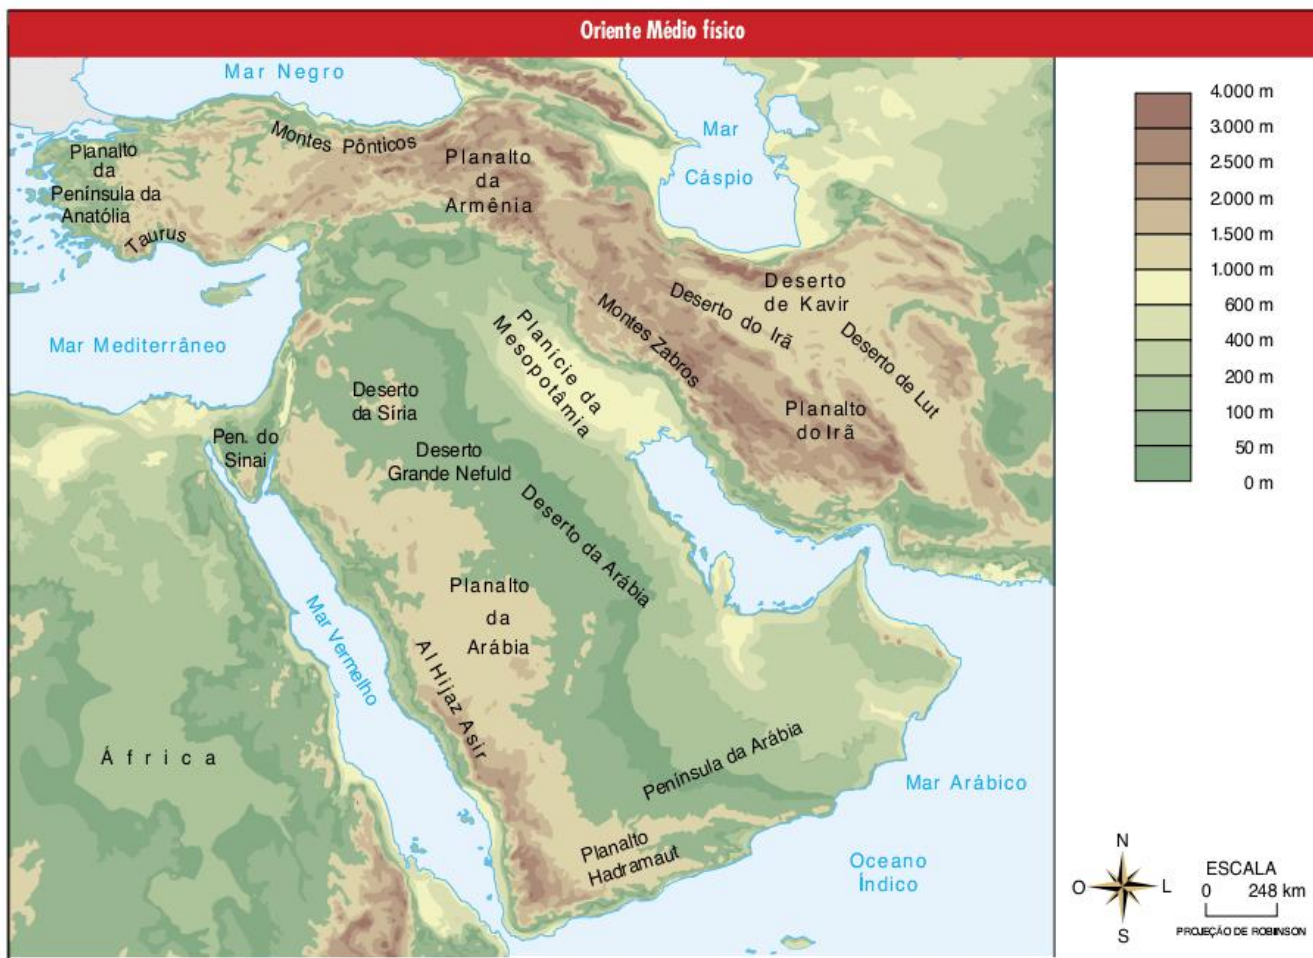 Oriente Médio físico
Mar Negro
Mar
Cáspio
Montes Pônticos
Planalto
da
Península da
Anatólia
Taurus
Planalto
da
Armênia
Mar Mediterrâneo
Deserto
de Kavir
Deserto do Irã
Deserto de Lut
Montes Zabros
Planície da
Mesopotâmia
Planalto
do Irã
Deserto
da Síria
Pen. do
Sinai
Deserto
Grande Nefuld
Deserto da Arábia
Planalto
da
Arábia
Mar Vermelho
Al Hijaz Asir
África
Península da Arábia
Mar Arábico
Planalto
Hadramaut
Oceano
Índico
4.000 m
3.000 m
2.500 m
2.000 m
1.500 m
1.000 m
600 m
400 m
200 m
100 m
50 m
0 m
N
O
L
S
ESCALA
0 248 km
PROJEÇÃO DE ROBINSON